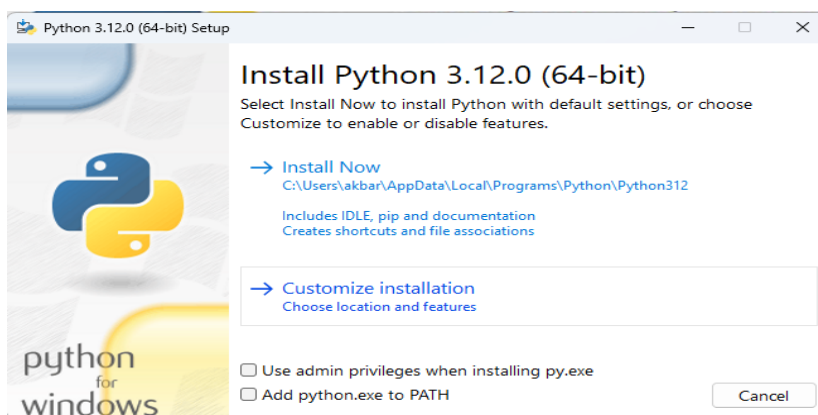 Python 3.12.0 (64-bit) Setup
Install Python 3.12.0 (64-bit)
Select Install Now to install Python with default settings, or choose
Customize to enable or disable features.
Install Now
C:\Users\akbar\AppData\Local\Programs\Python\Python312
Includes IDLE, pip and documentation
Creates shortcuts and file associations
Customize installation
Choose location and features
python
for
windows
Use admin privileges when installing py.exe
Add python.exe to PATH
Cancel